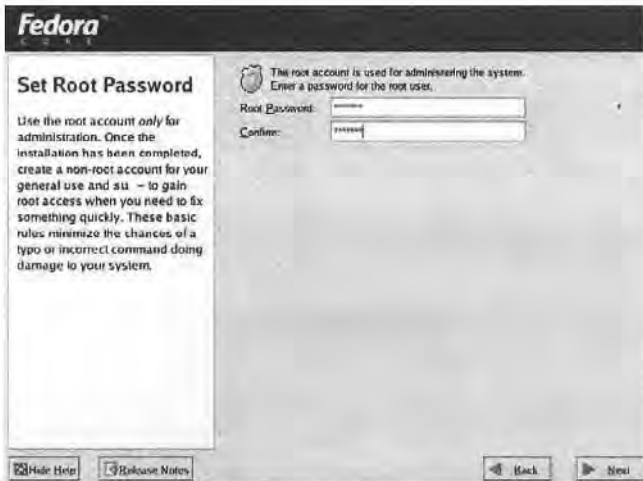 Fedora
CORE
Set Root Password
Use the root account only for
administration. Once the
installation has been completed,
create a non-root account for your
general use and su – to gain
root access when you need to fix
something quickly. These basic
rules minimize the chances of a
typo or incorrect command doing
damage to your system.
The root account is used for administering the system.
Enter a password for the root user.
Root Password:
*******
Confirm:
*******
Hide Help
Release Notes
Back
Next